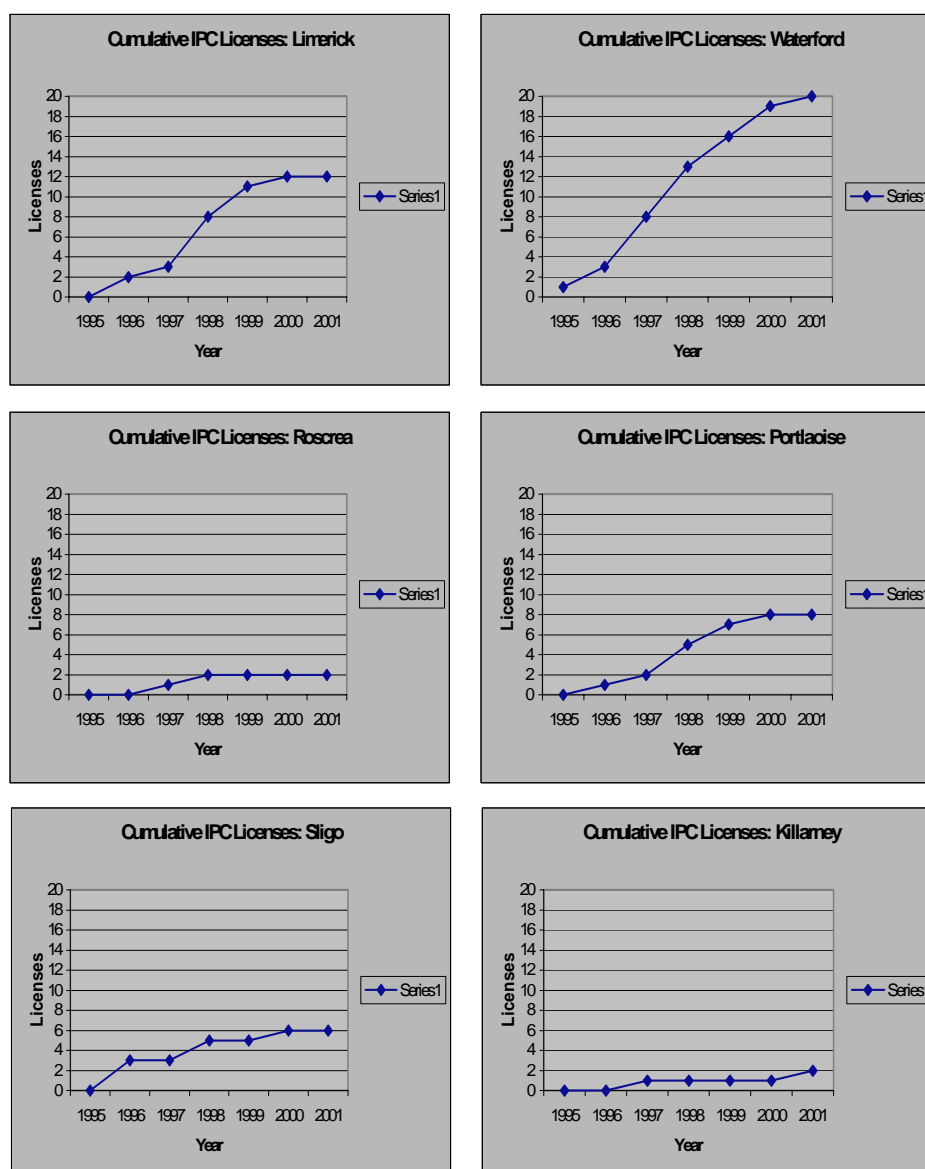 Cumulative IPC Licenses: Limerick
20
18
16
14
12
10
8
6
4
2
0
Licenses
1995 1996 1997 1998 1999 2000 2001
Year
Series1
Cumulative IPC Licenses: Waterford
20
18
16
14
12
10
8
6
4
2
0
Licenses
1995 1996 1997 1998 1999 2000 2001
Year
Series1
Cumulative IPC Licenses: Roscrea
20
18
16
14
12
10
8
6
4
2
0
Licenses
1995 1996 1997 1998 1999 2000 2001
Year
Series1
Cumulative IPC Licenses: Portlaoise
20
18
16
14
12
10
8
6
4
2
0
Licenses
1995 1996 1997 1998 1999 2000 2001
Year
Series1
Cumulative IPC Licenses: Sligo
20
18
16
14
12
10
8
6
4
2
0
Licenses
1995 1996 1997 1998 1999 2000 2001
Year
Series1
Cumulative IPC Licenses: Killarney
20
18
16
14
12
10
8
6
4
2
0
Licenses
1995 1996 1997 1998 1999 2000 2001
Year
Series